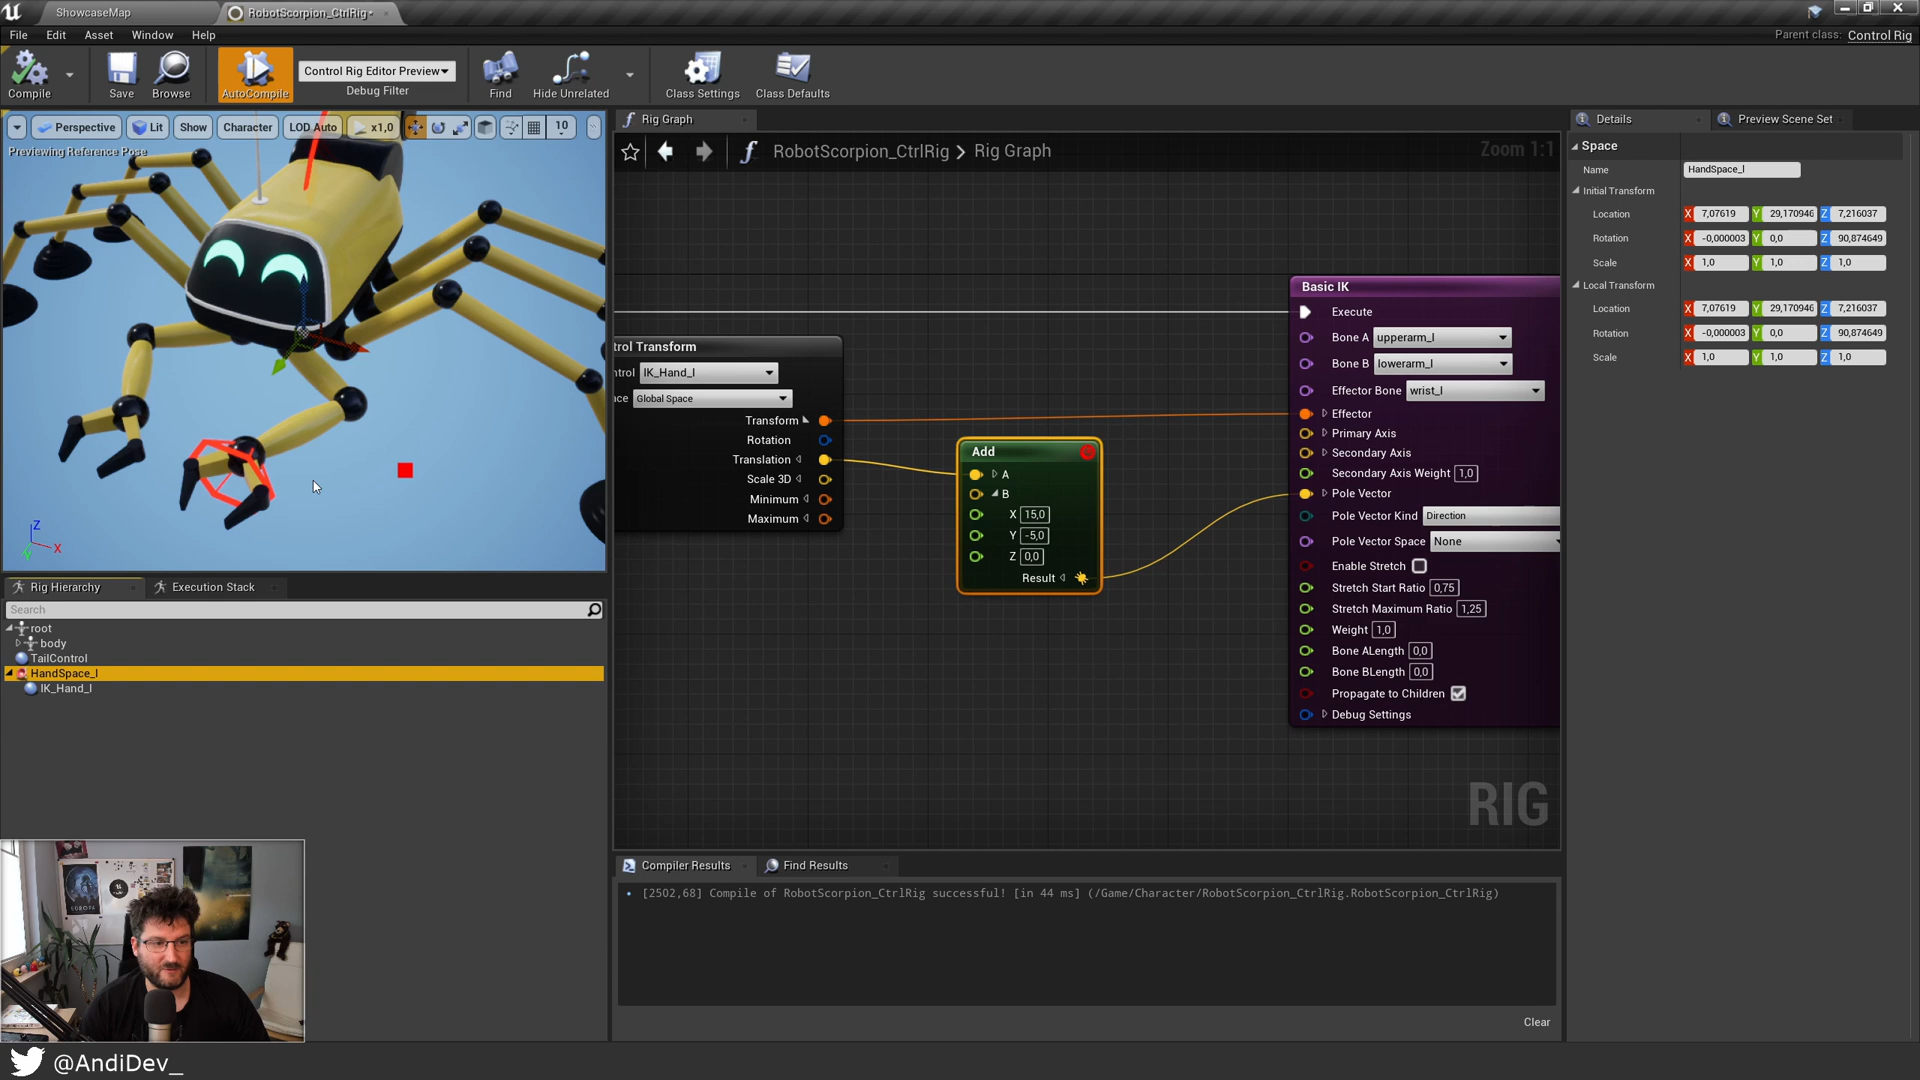 ShowcaseMap
RobotScorpion_CtrlRig•
File Edit Asset Window Help
Parent class: Control Rig
Compile
Save
Browse
AutoCompile
Control Rig Editor Preview
Debug Filter
Find
Hide Unrelated
Class Settings
Class Defaults
Perspective
Lit
Show
Character
LOD Auto
x1,0
10
Previewing Reference Pose
Z
X
Y
Rig Graph
RobotScorpion_CtrlRig > Rig Graph
Zoom 1:1
trol Transform
ntrol IK_Hand_l
ace Global Space
Transform
Rotation
Translation
Scale 3D
Minimum
Maximum
Add
A
B
X 15,0
Y -5,0
Z 0,0
Result
Basic IK
Execute
Bone A upperarm_l
Bone B lowerarm_l
Effector Bone wrist_l
Effector
Primary Axis
Secondary Axis
Secondary Axis Weight 1,0
Pole Vector
Pole Vector Kind Direction
Pole Vector Space None
Enable Stretch
Stretch Start Ratio 0,75
Stretch Maximum Ratio 1,25
Weight 1,0
Bone ALength 0,0
Bone BLength 0,0
Propagate to Children
Debug Settings
RIG
Details
Preview Scene Set
Space
Name HandSpace_l
Initial Transform
Location X 7,07619 Y 29,170946 Z 7,216037
Rotation X -0,000003 Y 0,0 Z 90,874649
Scale X 1,0 Y 1,0 Z 1,0
Local Transform
Location X 7,07619 Y 29,170946 Z 7,216037
Rotation X -0,000003 Y 0,0 Z 90,874649
Scale X 1,0 Y 1,0 Z 1,0
Rig Hierarchy
Execution Stack
Search
root
body
TailControl
HandSpace_l
IK_Hand_l
Compiler Results
Find Results
• [2502,68] Compile of RobotScorpion_CtrlRig successful! [in 44 ms] (/Game/Character/RobotScorpion_CtrlRig.RobotScorpion_CtrlRig)
Clear
EUROPA
@AndiDev_